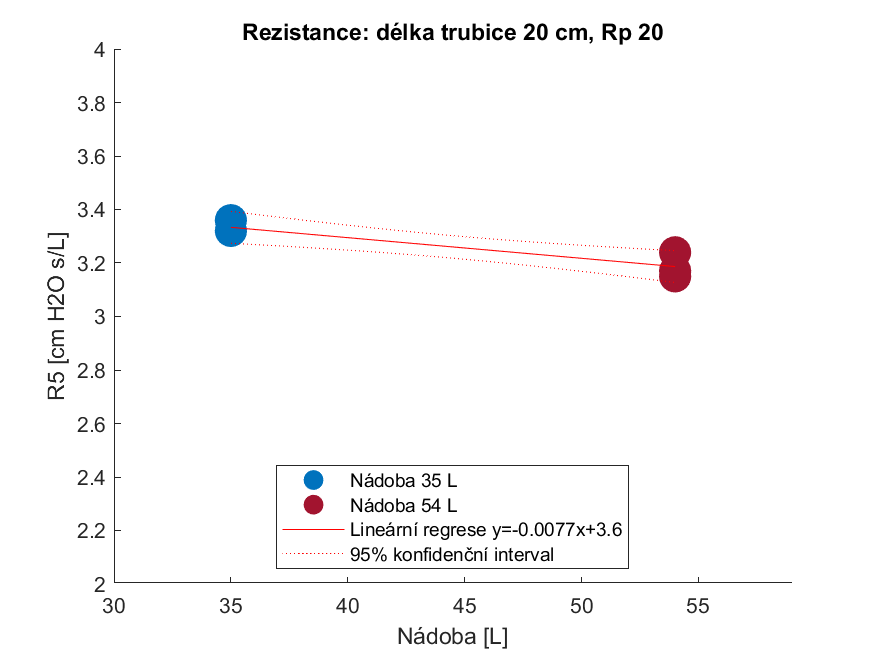 Rezistance: délka trubice 20 cm, Rp 20
4
3.8
3.6
3.4
3.2
3
2.8
2.6
2.4
2.2
2
R5 [cm H2O s/L]
Nádoba 35 L
Nádoba 54 L
Lineární regrese y=-0.0077x+3.6
95% konfidenční interval
30 35 40 45 50 55
Nádoba [L]